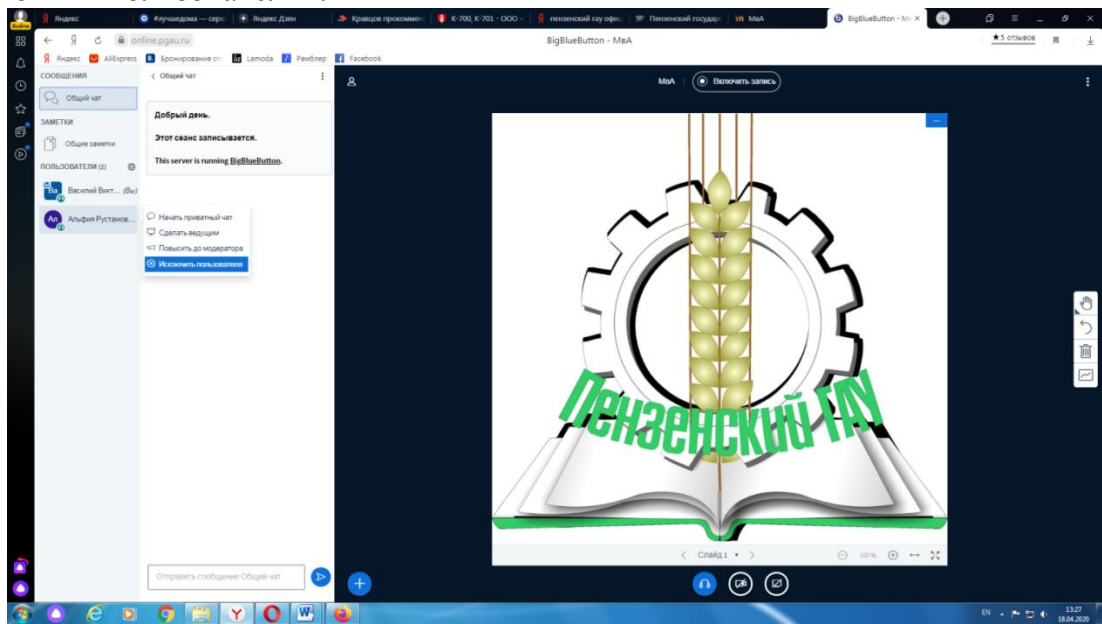 Войти
Яндекс
#лучшедома — серв
Яндекс Дзен
Кравцов прокоммен
К-700, К-701 - ООО
пензенский гау офиц
Пензенский государс
МвА
BigBlueButton - Мв
online.pgau.ru
BigBlueButton - МвА
★5 отзывов
Яндекс
AliExpress
Бронирование от
Lamoda
Рамблер
Facebook
СООБЩЕНИЯ
Общий чат
ЗАМЕТКИ
Общие заметки
ПОЛЬЗОВАТЕЛИ (2)
Ва
Василий Викт... (Вы)
Ал
Альфия Рустамов...
Общий чат
Добрый день.
Этот сеанс записывается.
This server is running BigBlueButton.
Начать приватный чат
Сделать ведущим
Повысить до модератора
Исключить пользователя
Отправить сообщение Общий чат
МвА
Включить запись
Пензенский ГАУ
Слайд 1
100%
EN
13:27
18.04.2020